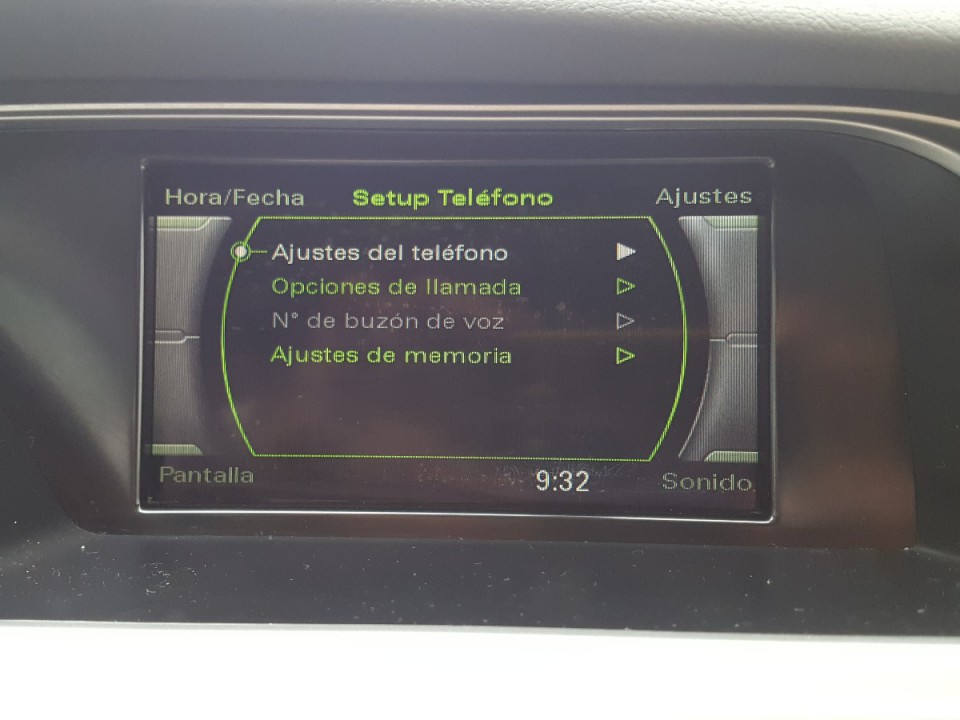 Hora/Fecha Setup Teléfono Ajustes
Ajustes del teléfono
Opciones de llamada
N° de buzón de voz
Ajustes de memoria
Pantalla 9:32 Sonido